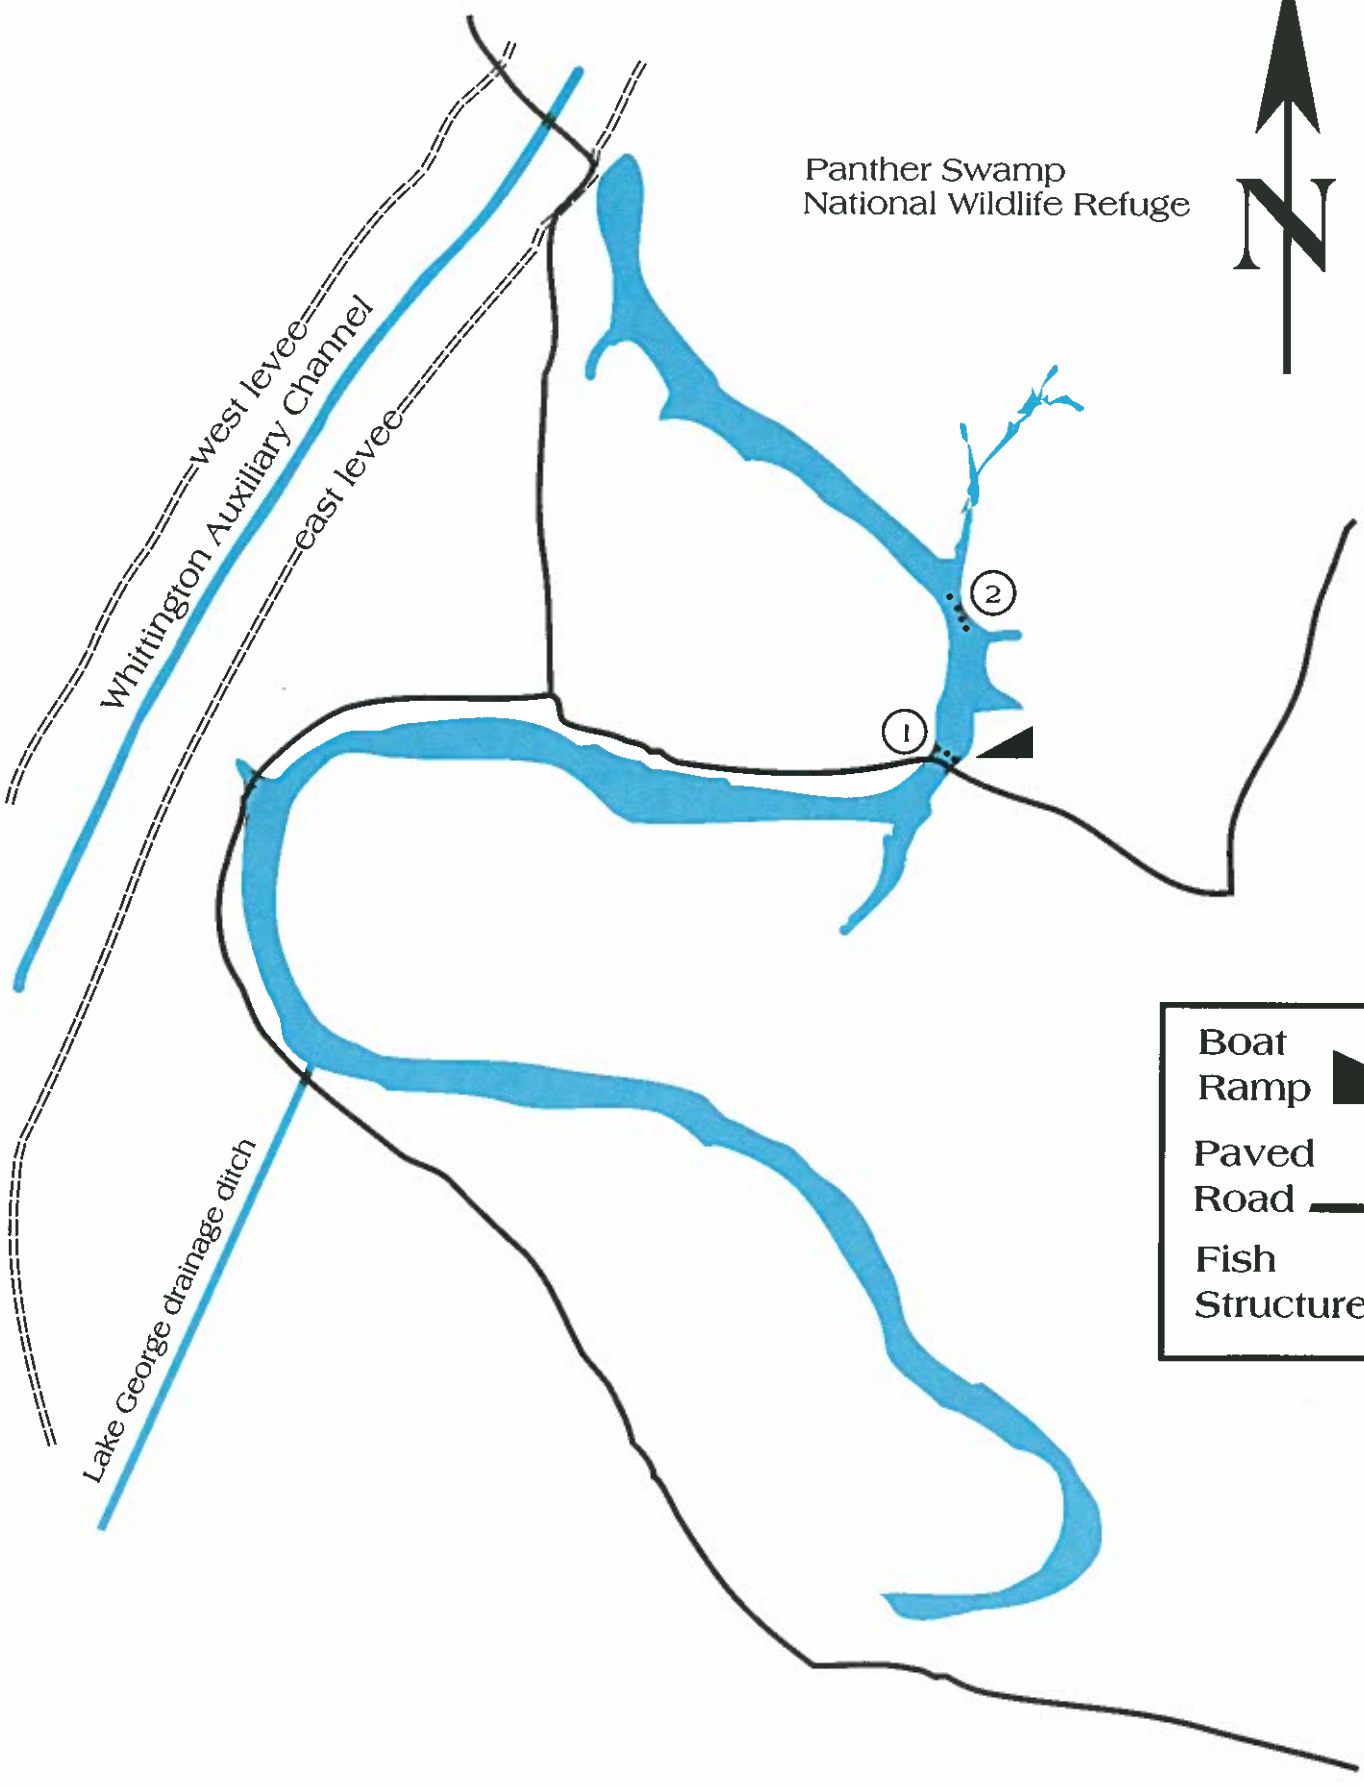 Panther Swamp
National Wildlife Refuge
N
west levee
Whittington Auxiliary Channel
east levee
2
1
Boat
Ramp
Paved
Road
Fish
Structure
Lake George drainage ditch